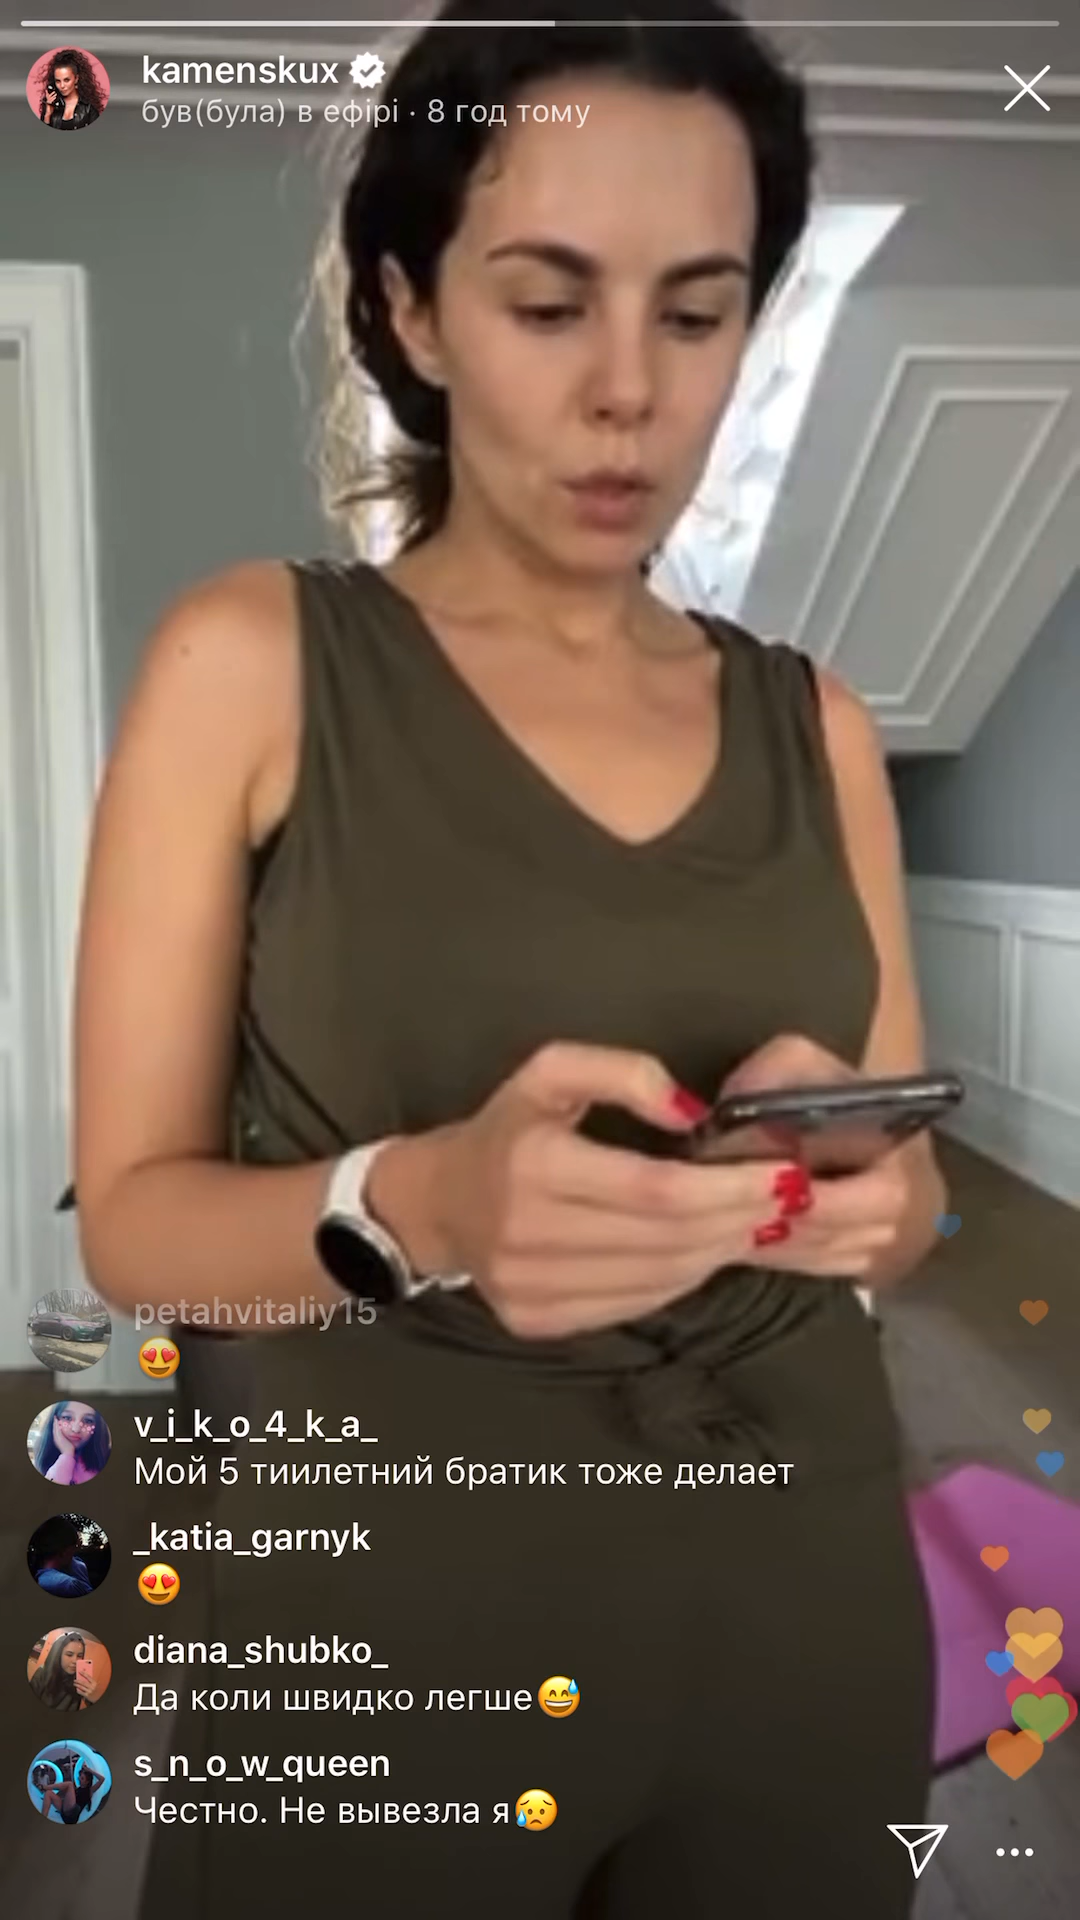 kamenskux
був(була) в ефірі · 8 год тому
petahvitaliy15
😍
v_i_k_o_4_k_a_
Мой 5 тиилетний братик тоже делает
_katia_garnyk
😍
diana_shubko_
Да коли швидко легше😅
s_n_o_w_queen
Честно. Не вывезла я😥